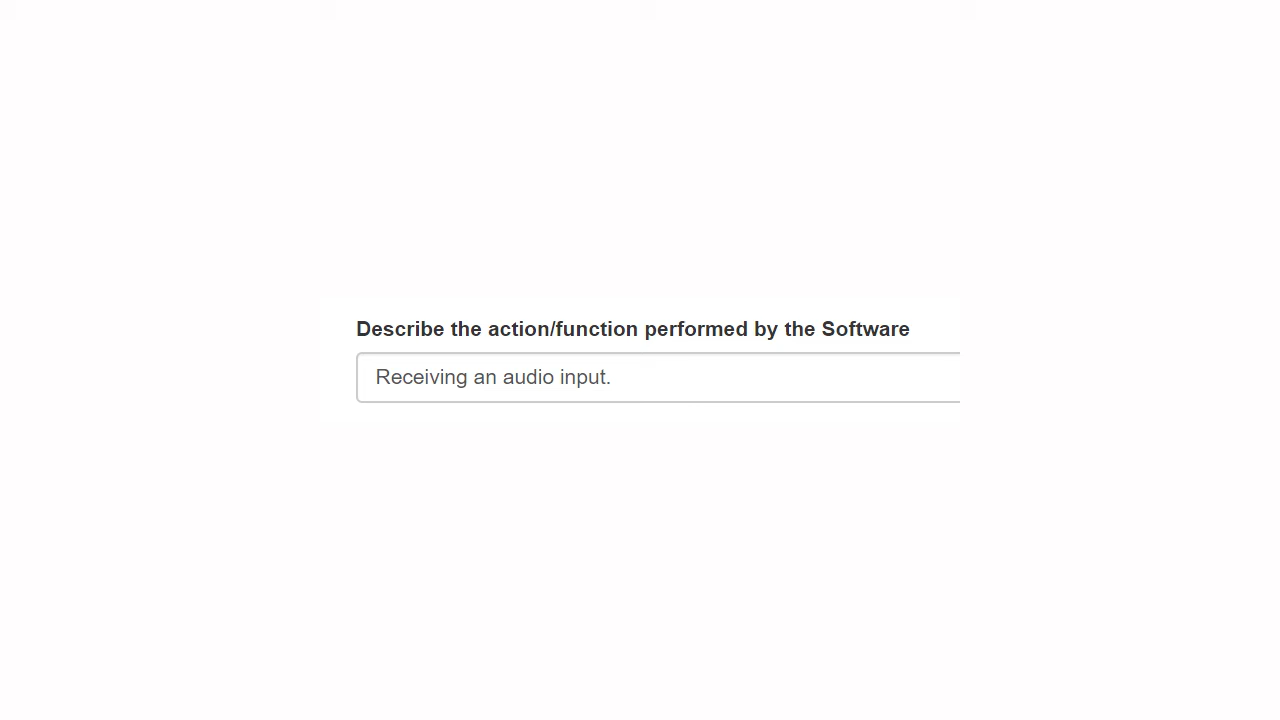 Describe the action/function performed by the Software
Receiving an audio input.